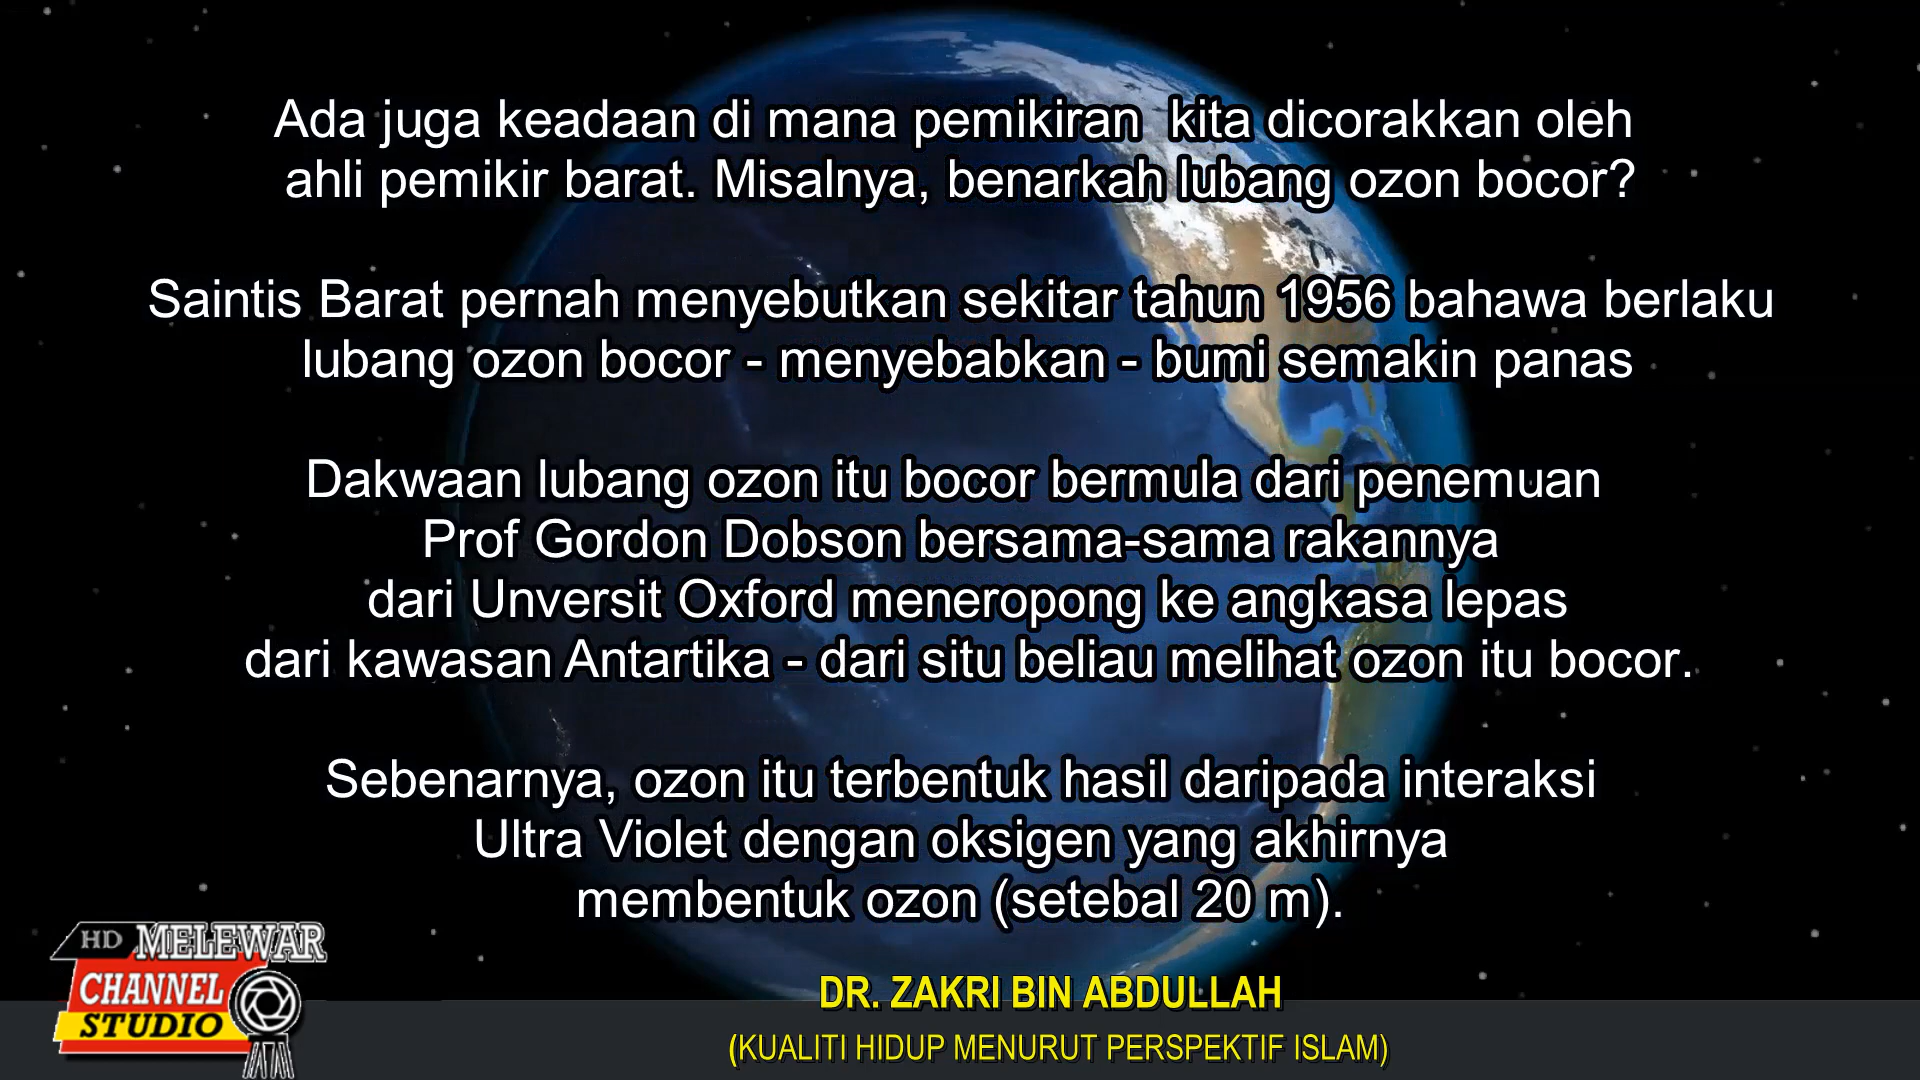 Ada juga keadaan di mana pemikiran kita dicorakkan oleh
ahli pemikir barat. Misalnya, benarkah lubang ozon bocor?
Saintis Barat pernah menyebutkan sekitar tahun 1956 bahawa berlaku
lubang ozon bocor - menyebabkan - bumi semakin panas
Dakwaan lubang ozon itu bocor bermula dari penemuan
Prof Gordon Dobson bersama-sama rakannya
dari Unversit Oxford meneropong ke angkasa lepas
dari kawasan Antartika - dari situ beliau melihat ozon itu bocor.
Sebenarnya, ozon itu terbentuk hasil daripada interaksi
Ultra Violet dengan oksigen yang akhirnya
membentuk ozon (setebal 20 m).
HD MELEWAR
CHANNEL
STUDIO
DR. ZAKRI BIN ABDULLAH
(KUALITI HIDUP MENURUT PERSPEKTIF ISLAM)